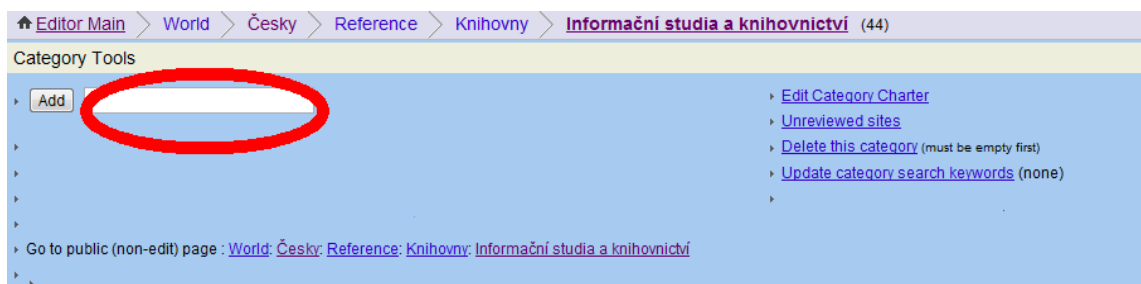 Editor Main > World > Česky > Reference > Knihovny > Informační studia a knihovnictví (44)
Category Tools
Add
Edit Category Charter
Unreviewed sites
Delete this category (must be empty first)
Update category search keywords (none)
Go to public (non-edit) page : World: Česky: Reference: Knihovny: Informační studia a knihovnictví